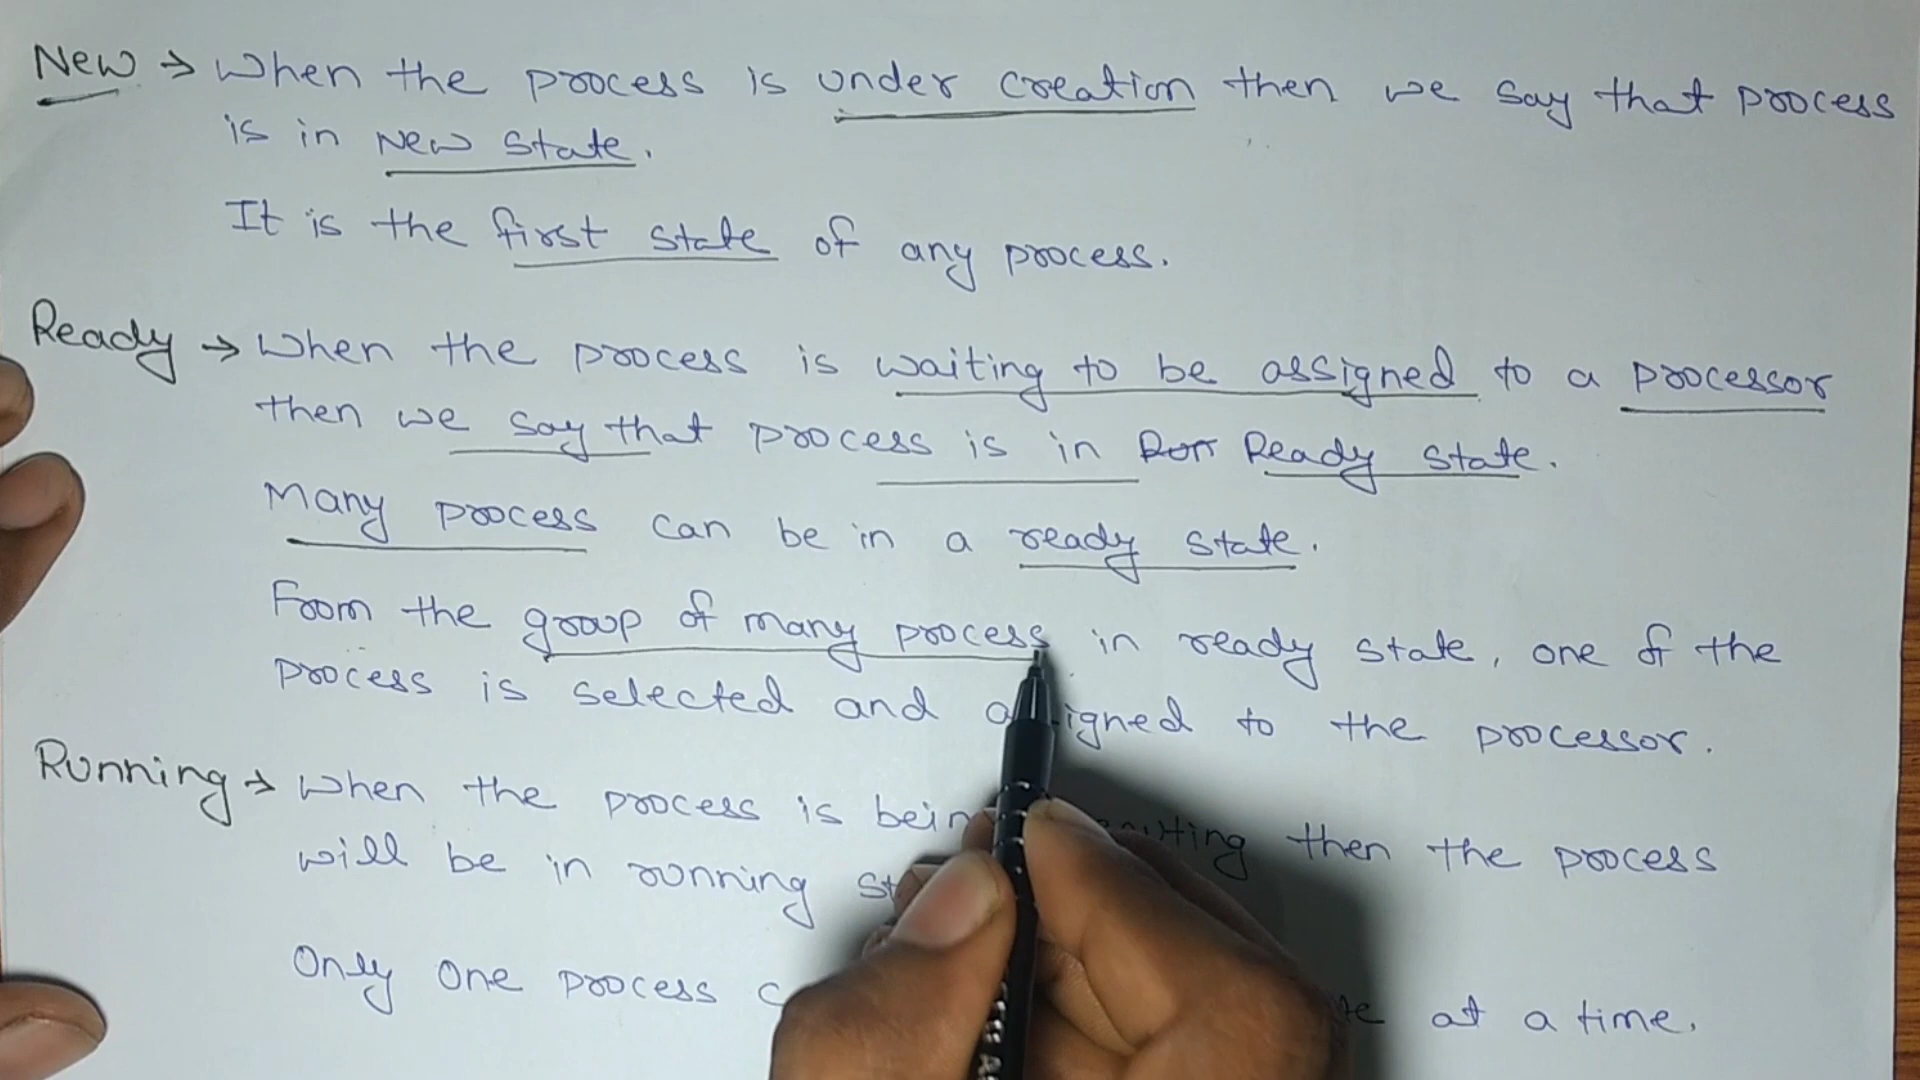 New → When the process is under creation then we say that process
is in New state.
It is the first state of any process.
Ready → When the process is waiting to be assigned to a processor
then we say that process is in Ready state.
Many process can be in a ready state.
From the group of many process in ready state, one of the
process is selected and assigned to the processor.
Running → When the process is being then the process
will be in running
Only one process at a time.